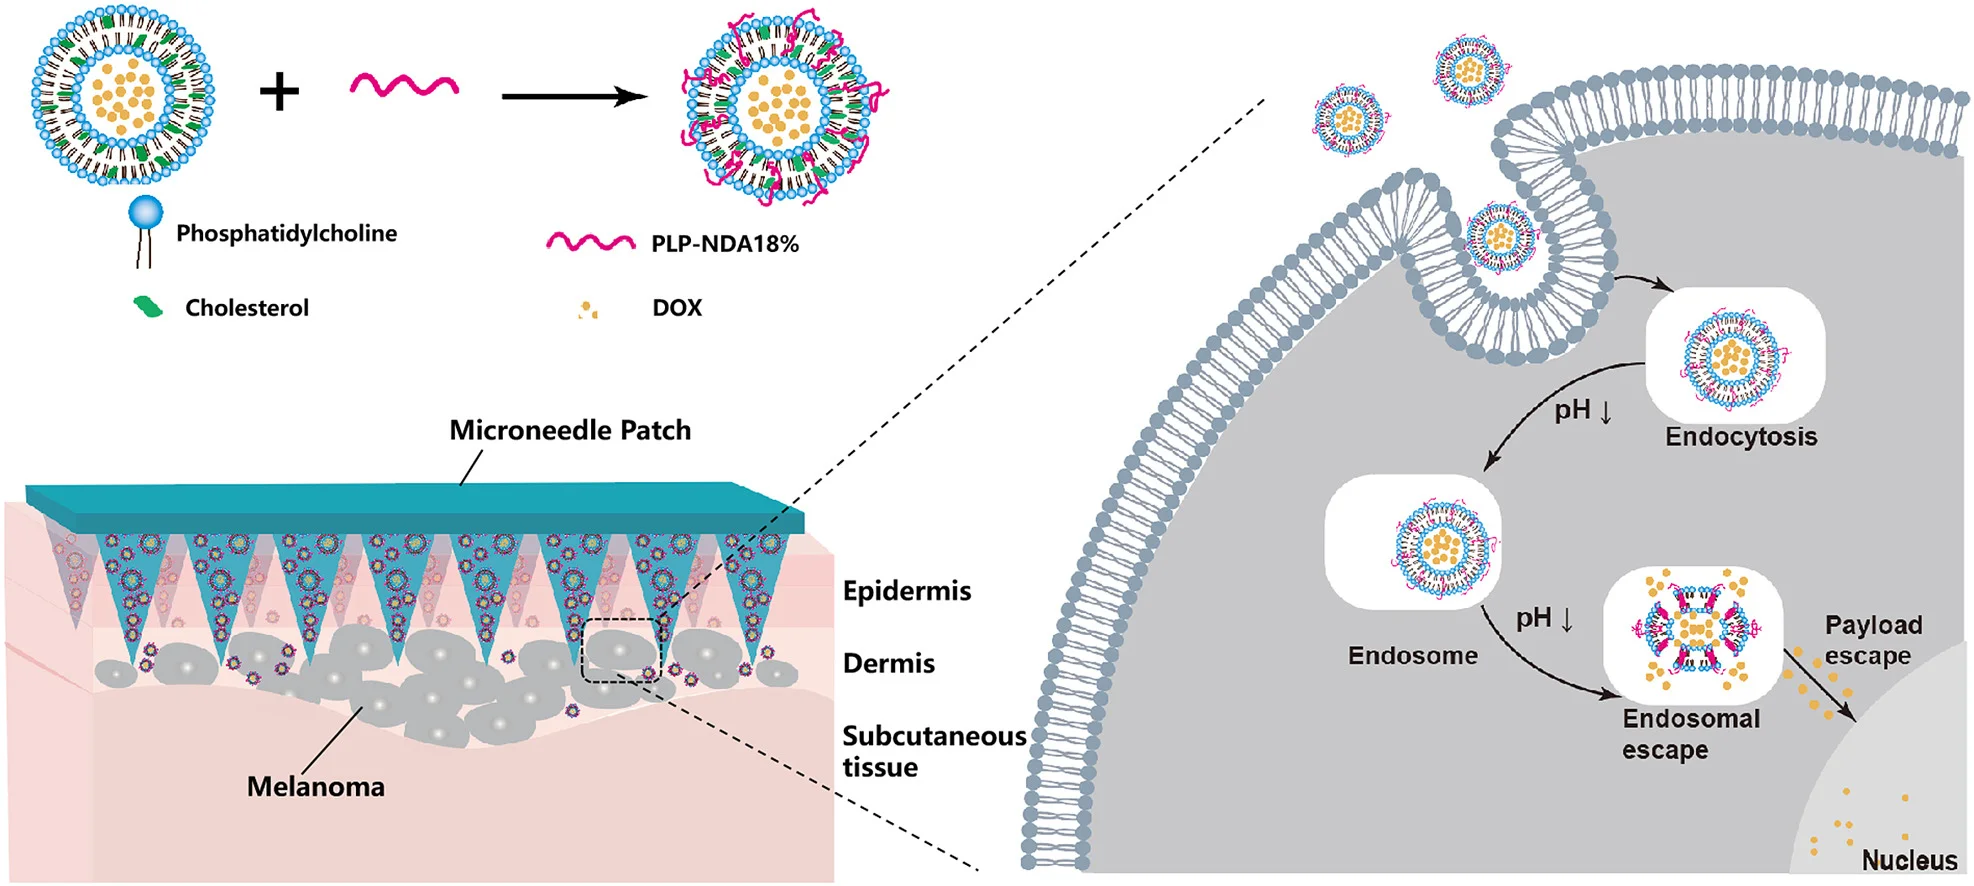 +
Phosphatidylcholine
PLP-NDA18%
Cholesterol
DOX
Microneedle Patch
Epidermis
Dermis
Subcutaneous
tissue
Melanoma
Endocytosis
pH ↓
Endosome
pH ↓
Endosomal
escape
Payload
escape
Nucleus